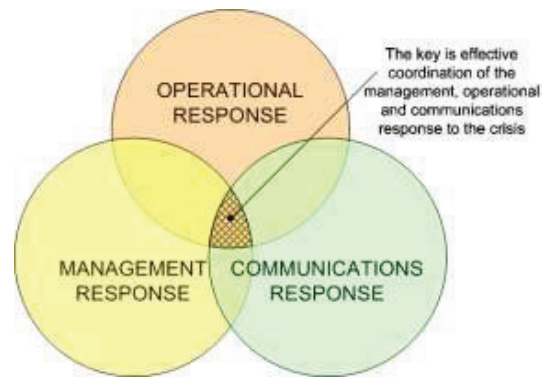 OPERATIONAL
RESPONSE
The key is effective
coordination of the
management, operational
and communications
response to the crisis
MANAGEMENT
RESPONSE
COMMUNICATIONS
RESPONSE